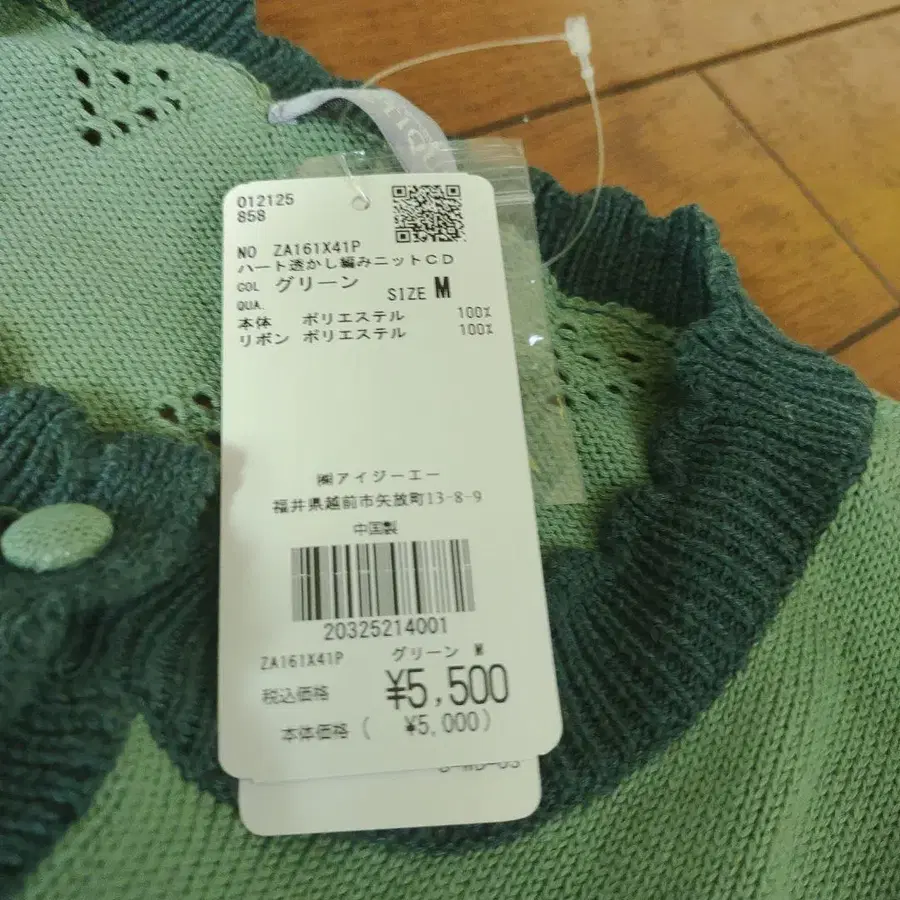 012125
858
NO ZA161X41P
ハート透かし編みニットCD
COL グリーン SIZE M
QUA.
本体 ポリエステル 100%
リボン ポリエステル 100%
㈱アイジーエー
福井県越前市矢放町13-8-9
中国製
20325214001
ZA161X41P グリーン M
税込価格 ¥5,500
本体価格( ¥5,000)